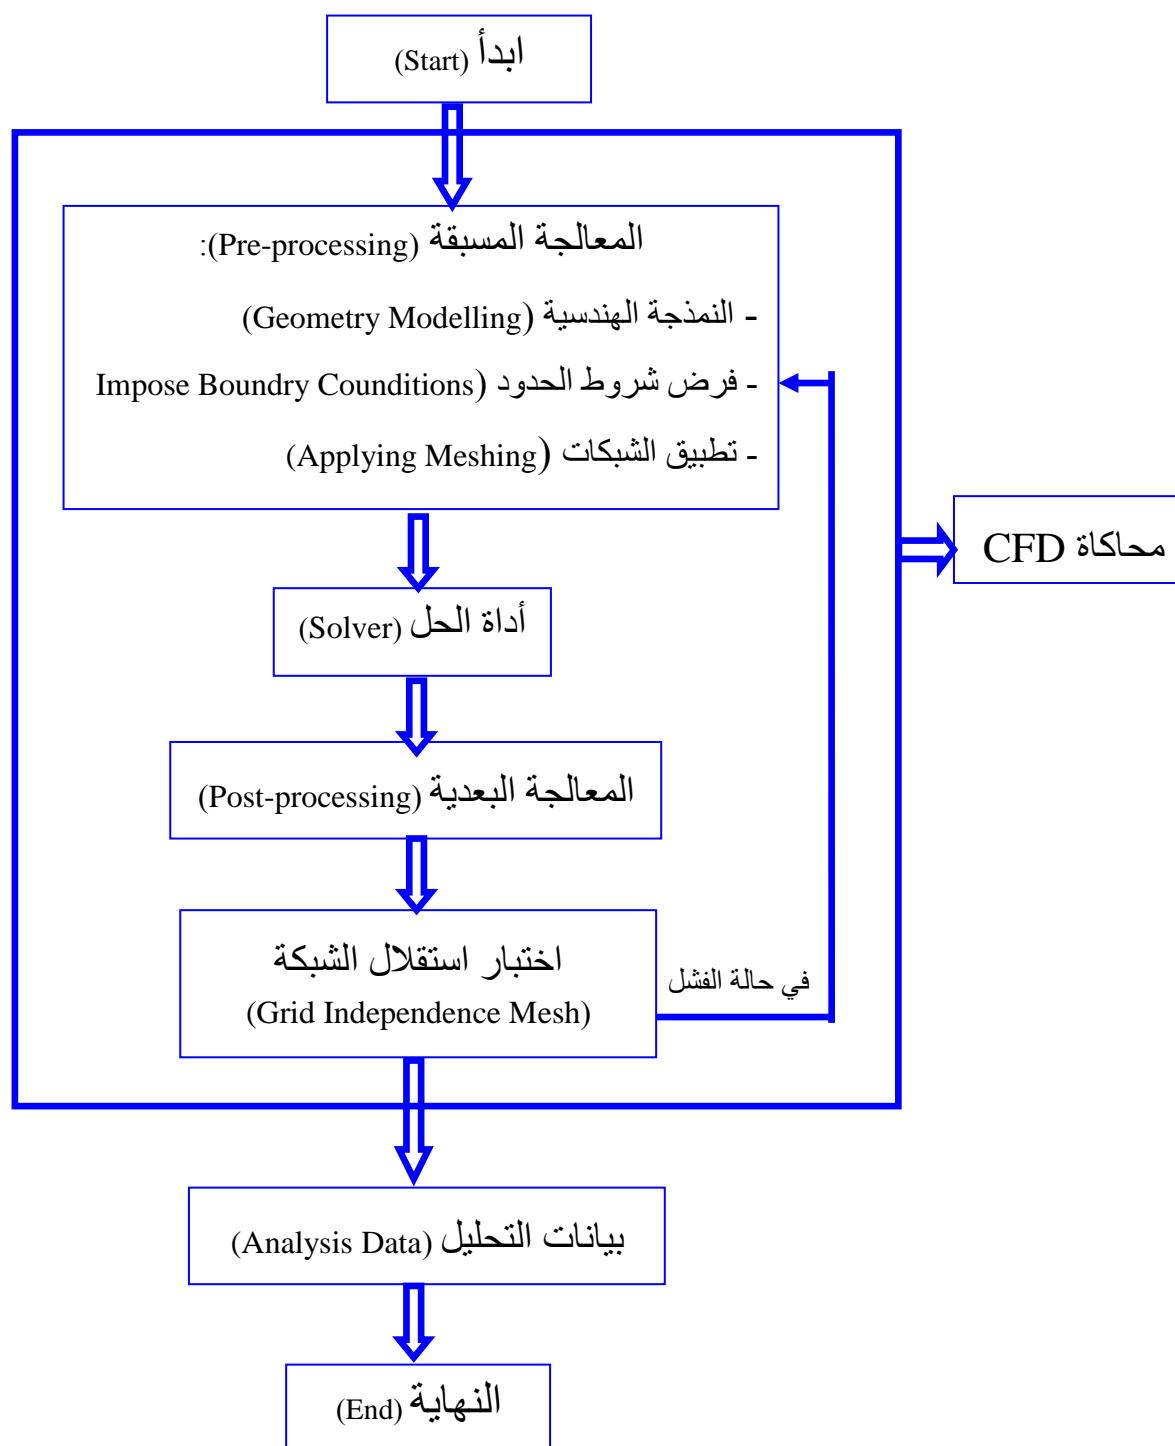 ابدأ (Start)
المعالجة المسبقة (Pre-processing):
- النمذجة الهندسية (Geometry Modelling)
- فرض شروط الحدود (Impose Boundry Counditions
- تطبيق الشبكات (Applying Meshing)
محاكاة CFD
أداة الحل (Solver)
المعالجة البعدية (Post-processing)
اختبار استقلال الشبكة
(Grid Independence Mesh)
في حالة الفشل
بيانات التحليل (Analysis Data)
النهاية (End)